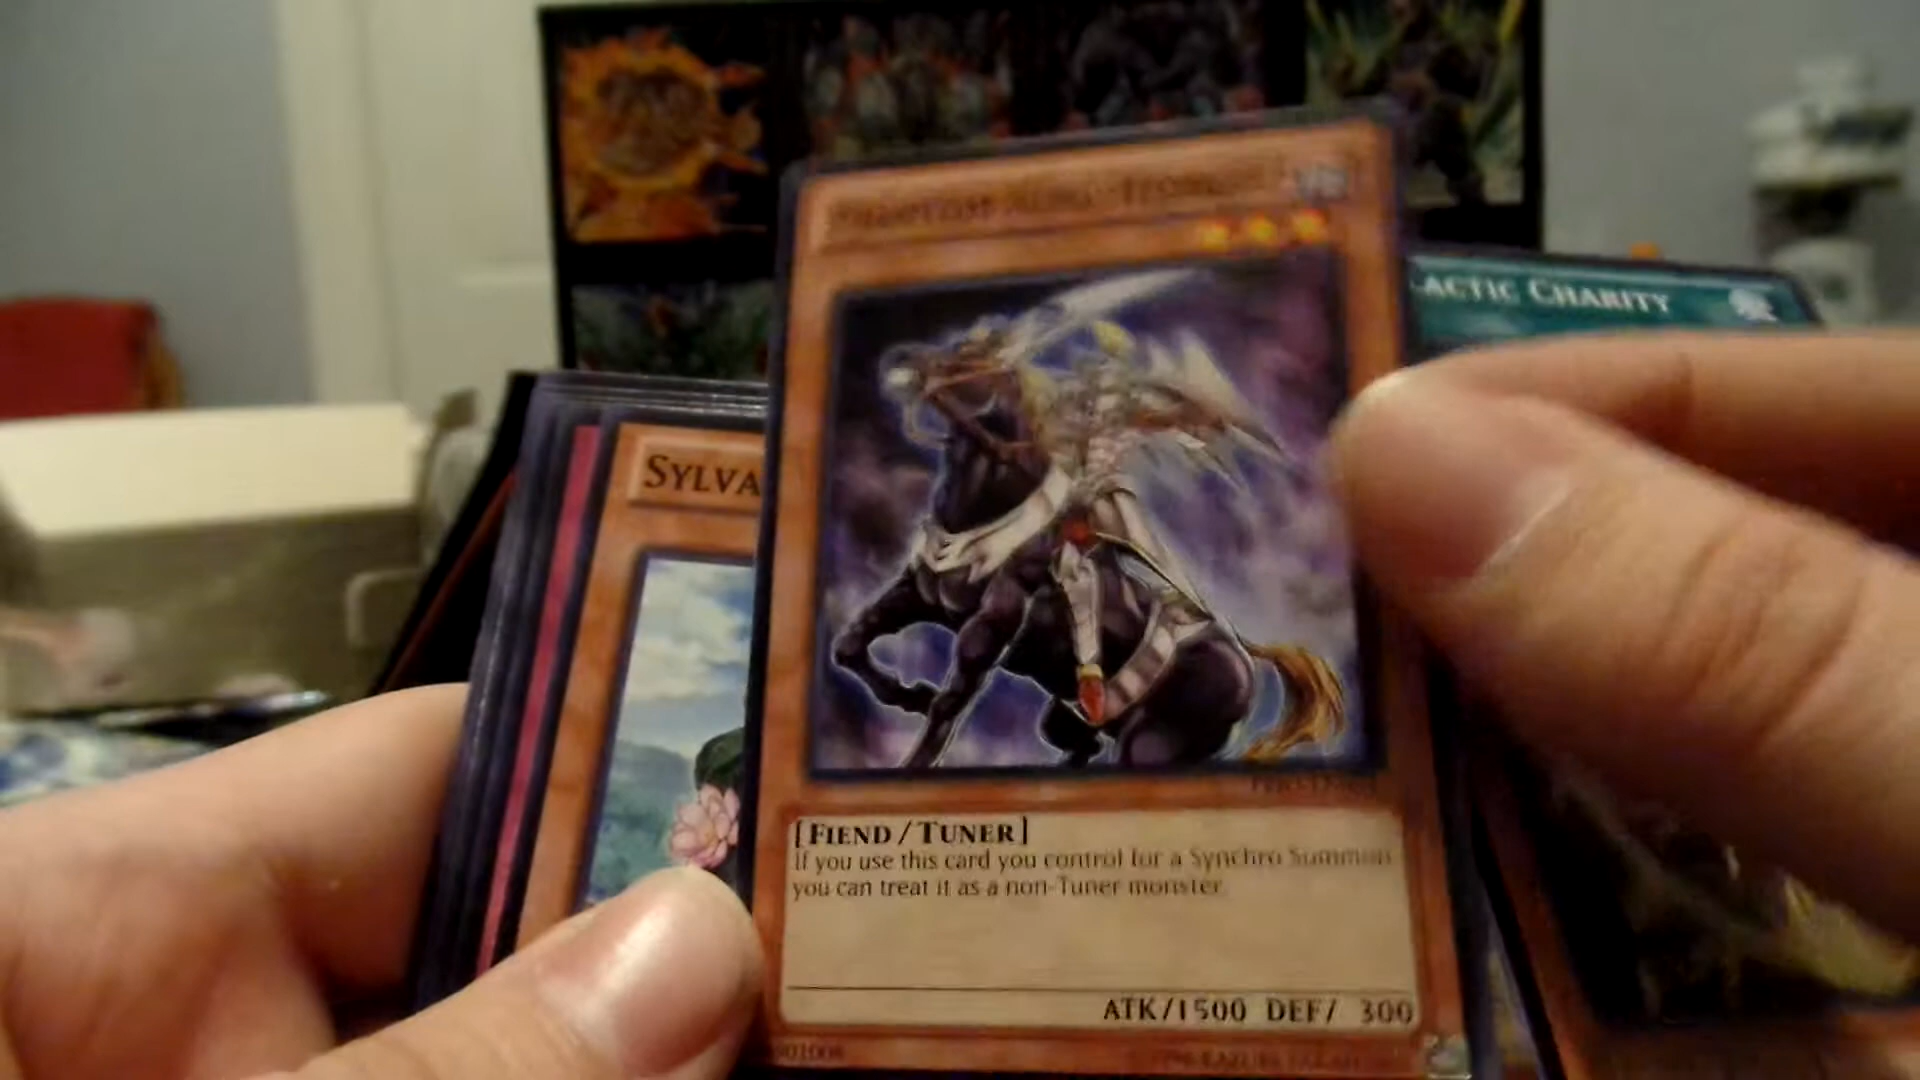 LACTIC CHARITY
SYLVA
[FIEND/TUNER]
If you use this card you control for a Synchro Summon
you can treat it as a non-Tuner monster.
ATK/1500 DEF/ 300